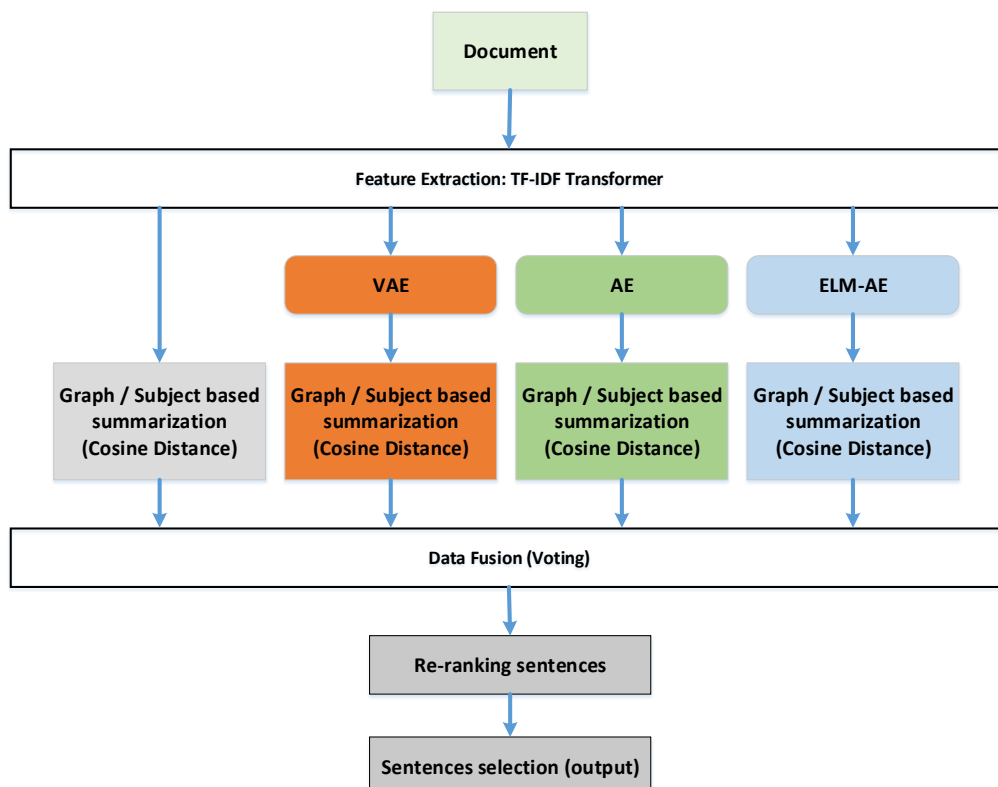 Document
Feature Extraction: TF-IDF Transformer
VAE
AE
ELM-AE
Graph / Subject based
summarization
(Cosine Distance)
Graph / Subject based
summarization
(Cosine Distance)
Graph / Subject based
summarization
(Cosine Distance)
Graph / Subject based
summarization
(Cosine Distance)
Data Fusion (Voting)
Re-ranking sentences
Sentences selection (output)